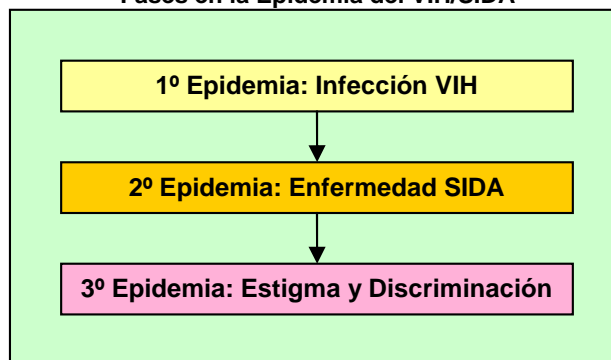 Fases en la Epidemia del VIH/SIDA
1º Epidemia: Infección VIH
2º Epidemia: Enfermedad SIDA
3º Epidemia: Estigma y Discriminación